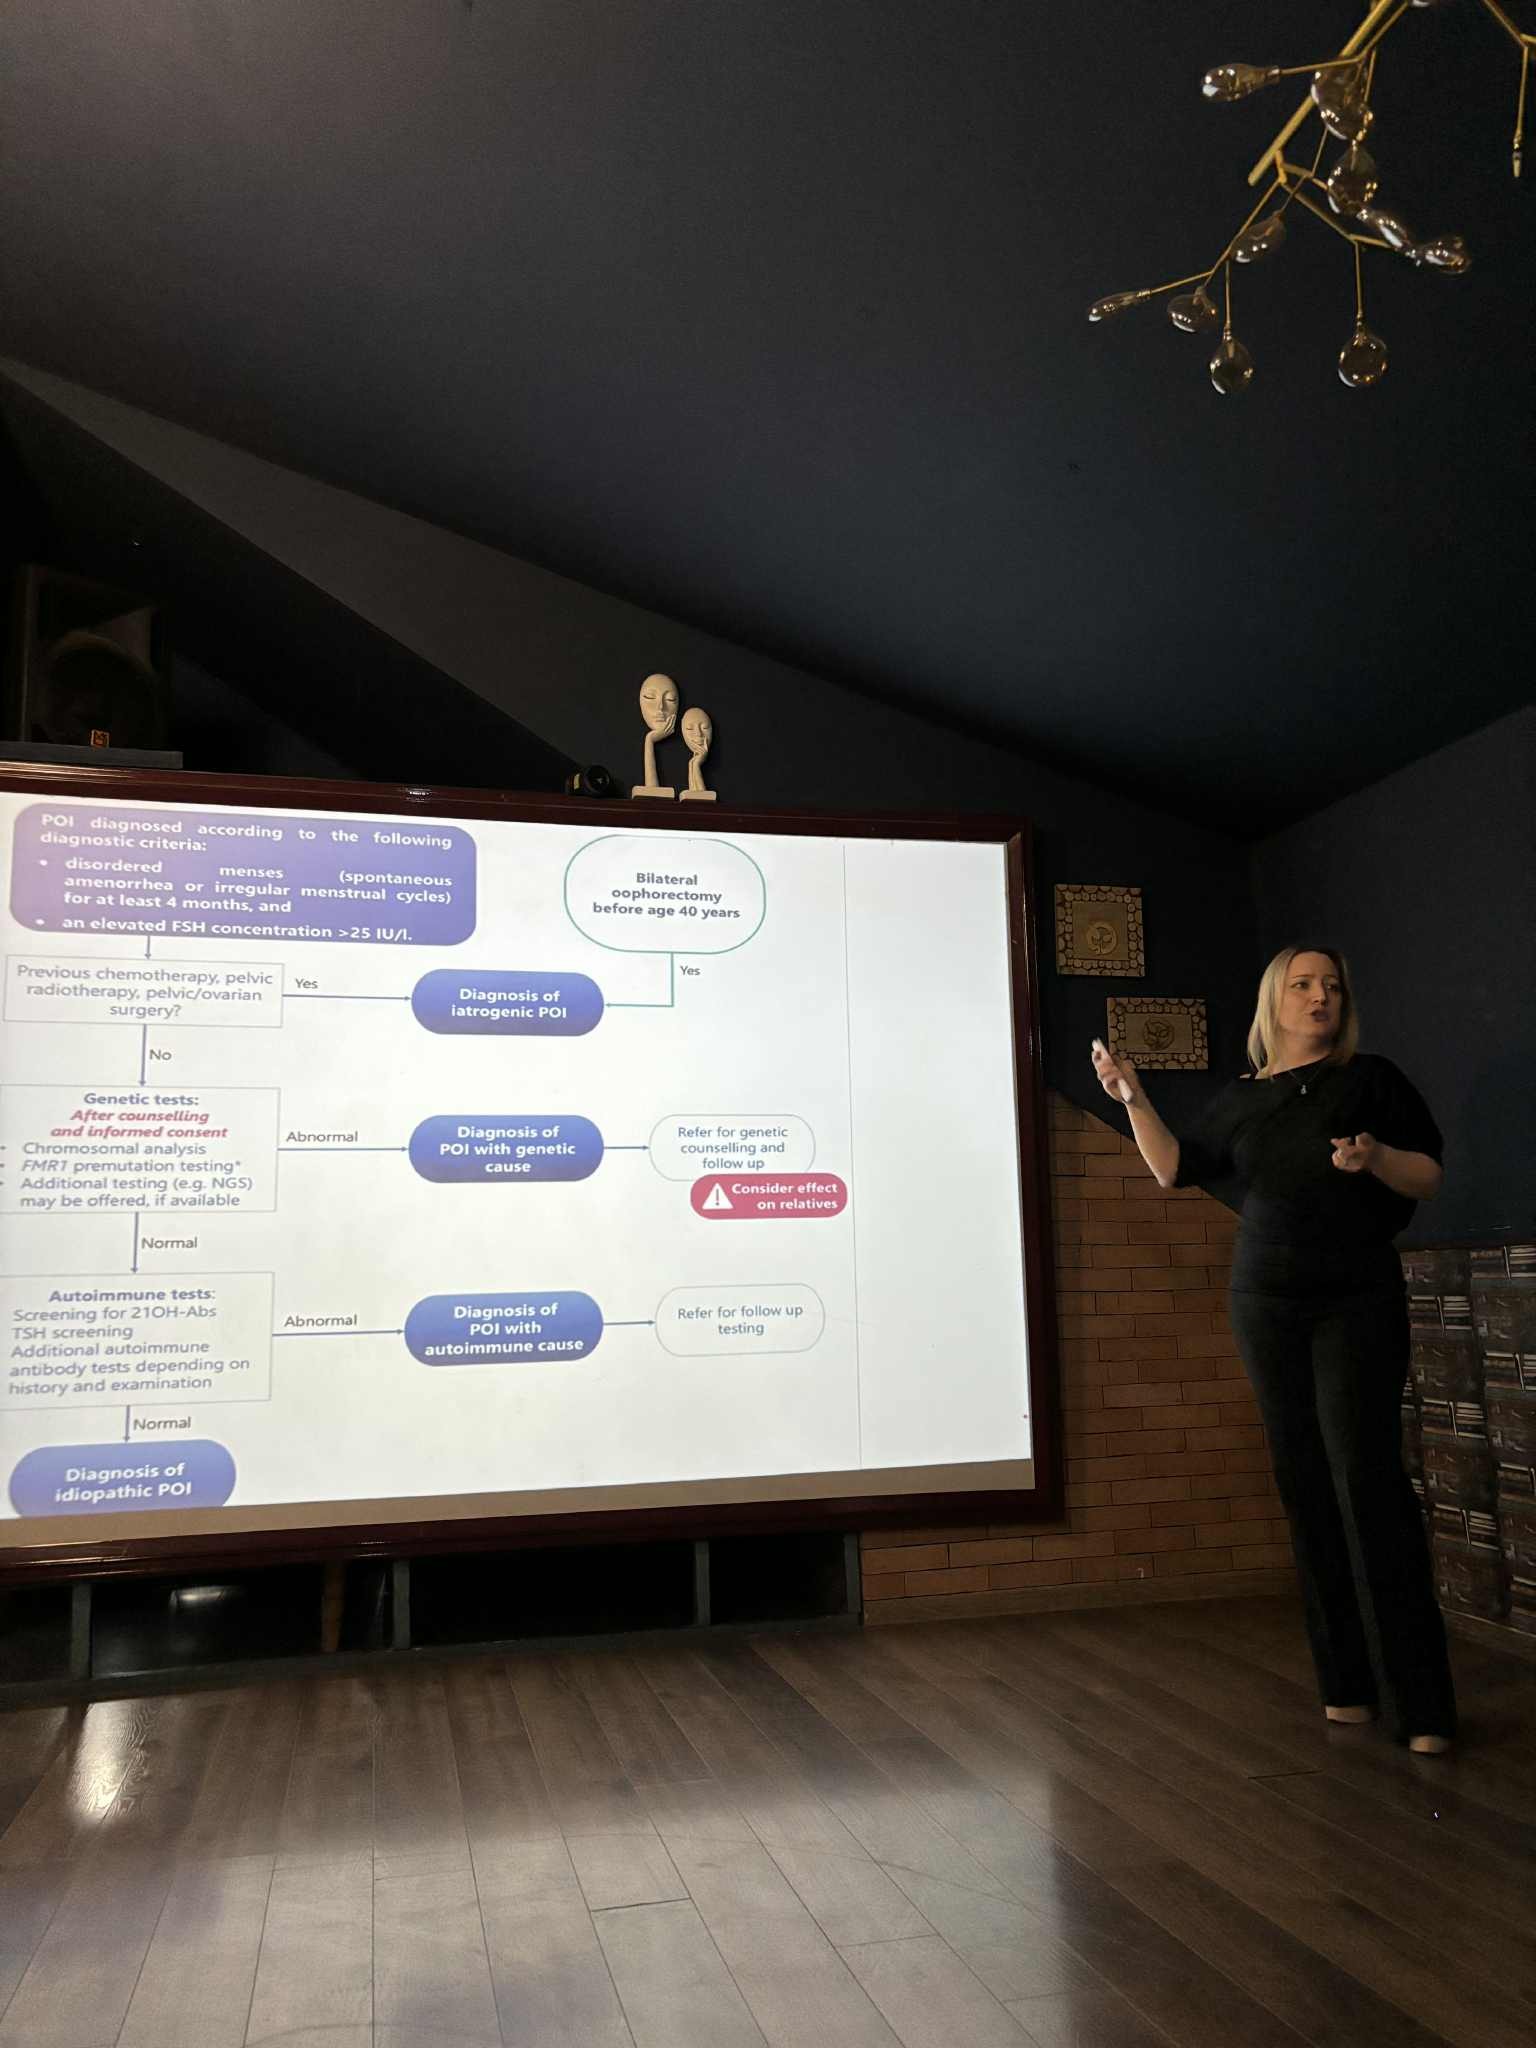 POI diagnosed according to the following
diagnostic criteria:
• disordered menses (spontaneous
amenorrhea or irregular menstrual cycles)
for at least 4 months, and
• an elevated FSH concentration >25 IU/l.
Bilateral
oophorectomy
before age 40 years
Yes
Previous chemotherapy, pelvic
radiotherapy, pelvic/ovarian
surgery?
Yes
Diagnosis of
iatrogenic POI
No
Genetic tests:
After counselling
and informed consent
• Chromosomal analysis
• FMR1 premutation testing*
• Additional testing (e.g. NGS)
may be offered, if available
Abnormal
Diagnosis of
POI with genetic
cause
Refer for genetic
counselling and
follow up
Consider effect
on relatives
Normal
Autoimmune tests:
Screening for 21OH-Abs
TSH screening
Additional autoimmune
antibody tests depending on
history and examination
Abnormal
Diagnosis of
POI with
autoimmune cause
Refer for follow up
testing
Normal
Diagnosis of
idiopathic POI